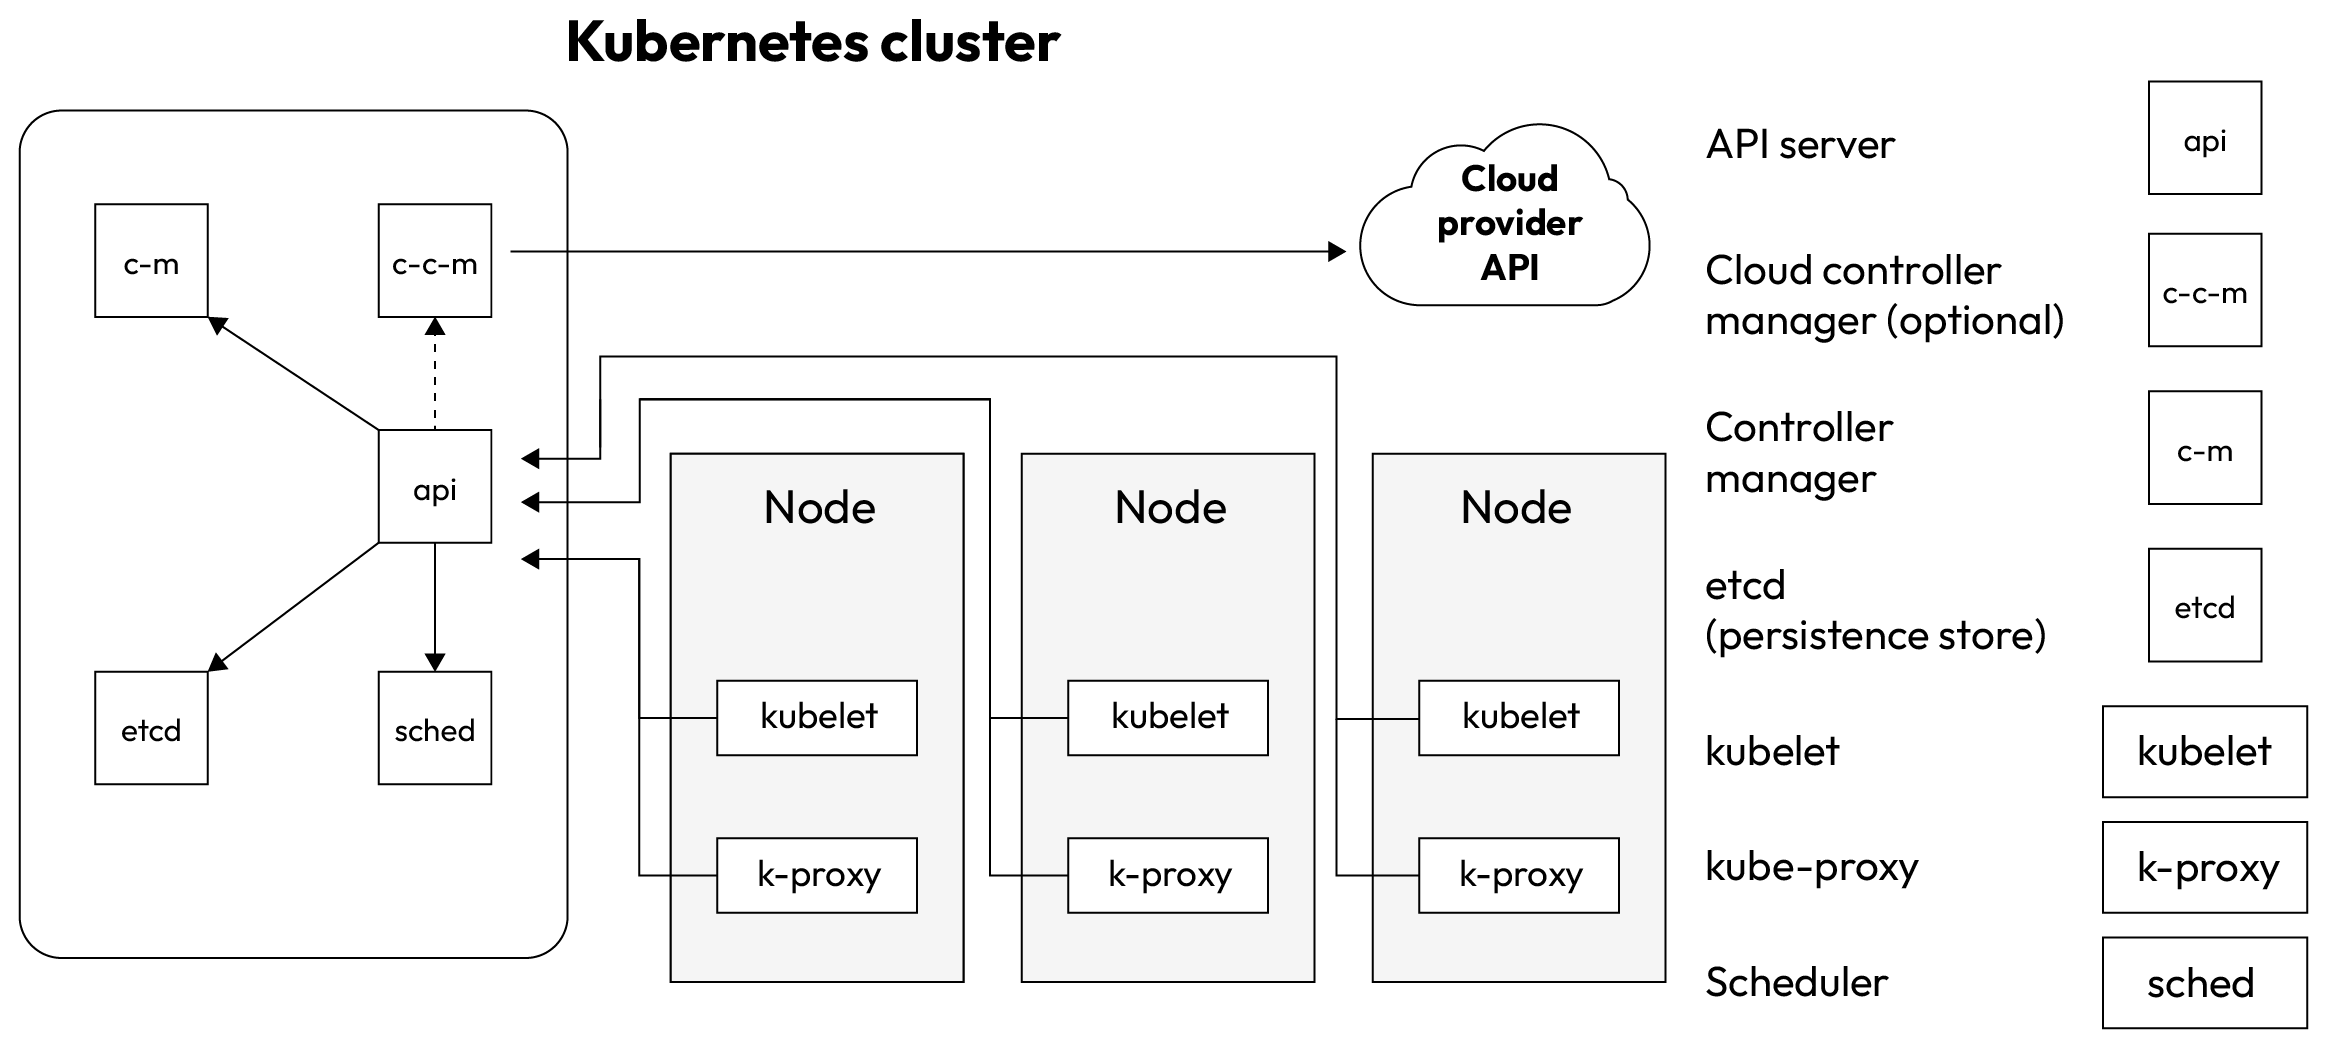 Kubernetes cluster
c-m
c-c-m
api
etcd
sched
Cloud
provider
API
Node
kubelet
k-proxy
Node
kubelet
k-proxy
Node
kubelet
k-proxy
API server
api
Cloud controller
manager (optional)
c-c-m
Controller
manager
c-m
etcd
(persistence store)
etcd
kubelet
kubelet
kube-proxy
k-proxy
Scheduler
sched